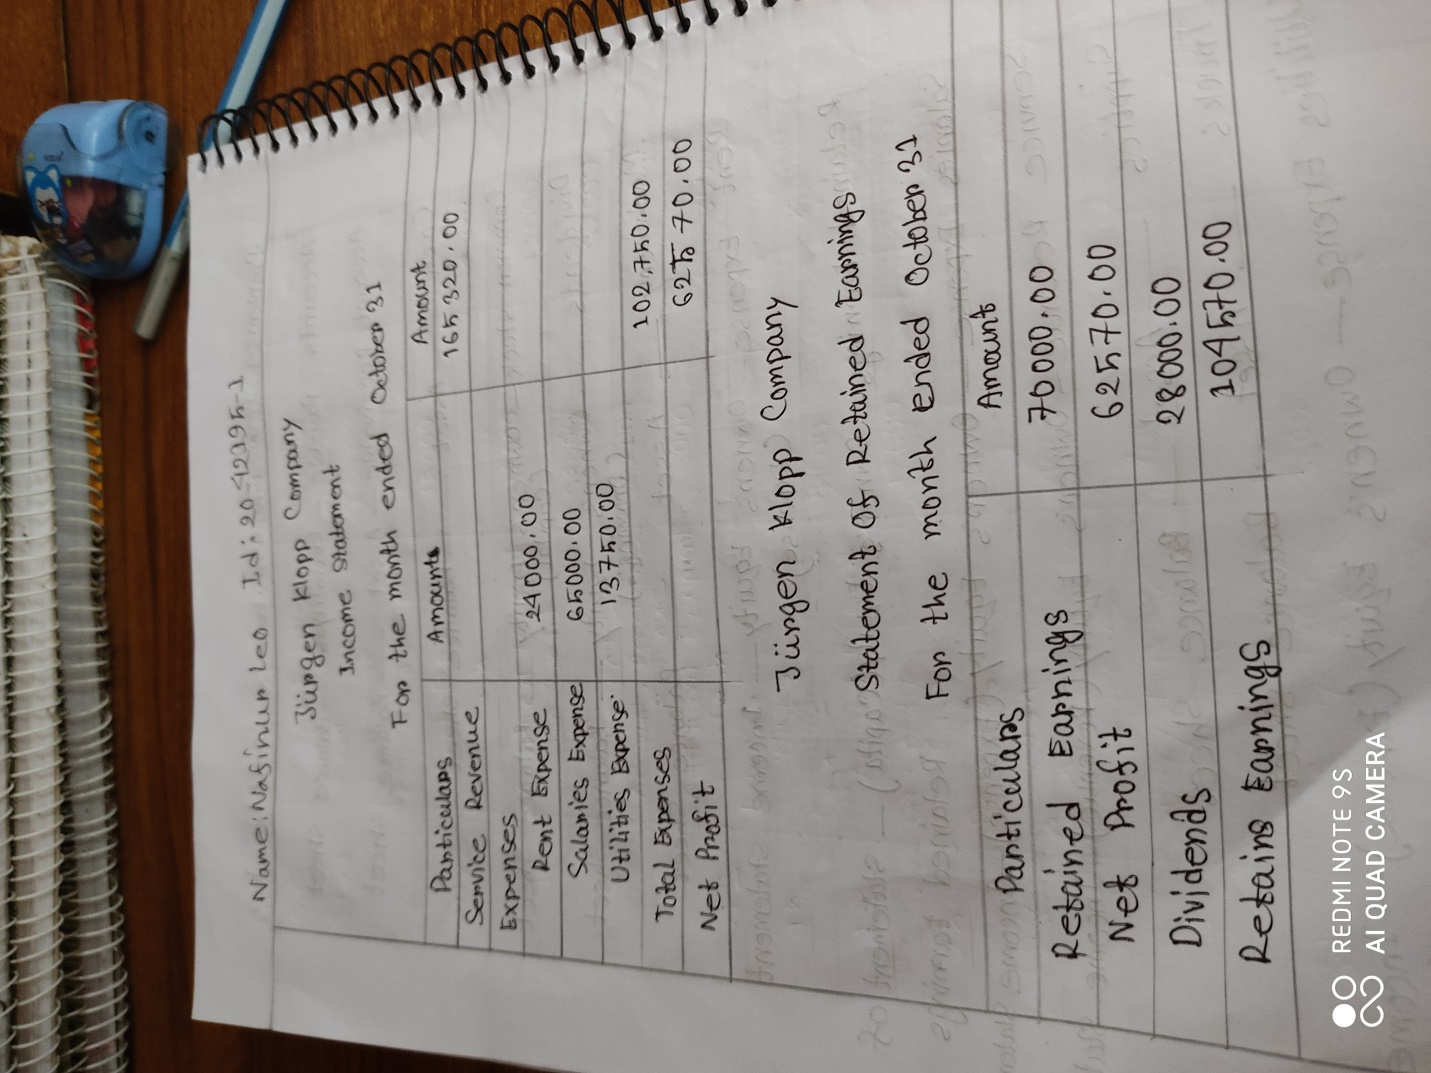 Name: Nafinur Leo Id: 2042395-1
Jürgen Klopp Company
Income Statement
For the month ended October 31
Particulars Amounts Amount
Service Revenue 165320.00
Expenses
Rent Expense 24000.00
Salaries Expense 65000.00
Utilities Expense 13750.00
Total Expenses 102,750.00
Net Profit 62570.00
Jürgen Klopp Company
Statement Of Retained Earnings
For the month ended October 31
Particulars Amount
Retained Earnings 70000.00
Net Profit 62570.00
Dividends 28000.00
Retains Earnings 104570.00
REDMI NOTE 9S
AI QUAD CAMERA